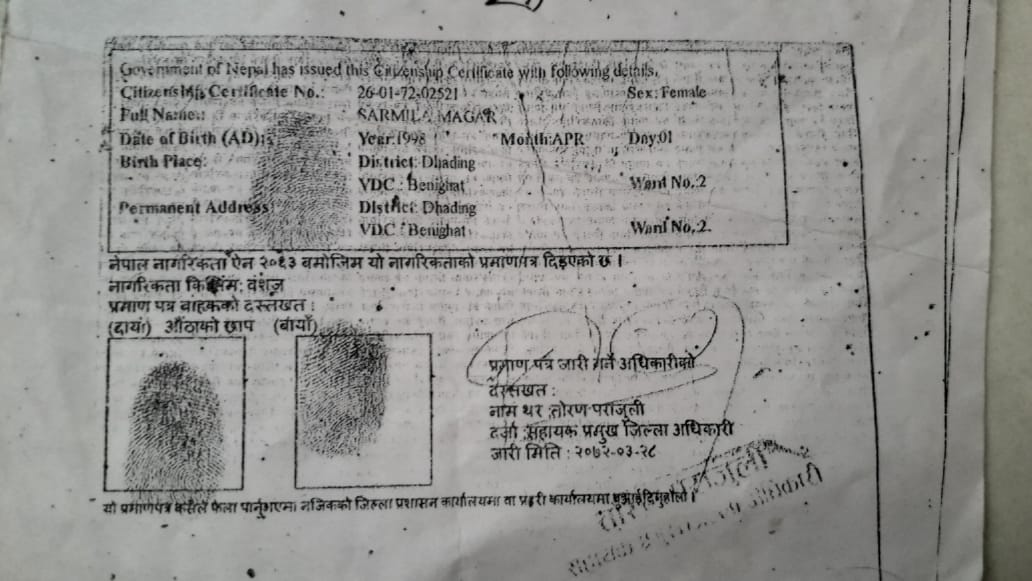 Government of Nepal has issued this Citizenship Certificate with following details.
Citizenship Certificate No.: 26-01-72-02521 Sex: Female
Full Name: SARMILA MAGAR
Date of Birth (AD): Year:1998 Month:APR Day:01
Birth Place: District: Dhading
VDC : Benighat Ward No.:2
Permanent Address: District: Dhading
VDC : Benighat Ward No.:2
नेपाल नागरिकता ऐन २०६३ बमोजिम यो नागरिकताको प्रमाणपत्र दिइएको छ ।
नागरिकता किसिम: वंशज
प्रमाण पत्र वाहकको दस्तखत :
(दायाँ) औंठाको छाप (बायाँ)
प्रमाण पत्र जारी गर्ने अधिकारीको
दस्तखत :
नाम थर :तोरण पराजुली
दर्जा :सहायक प्रमुख जिल्ला अधिकारी
जारी मिति : २०७२-०३-२८
यो प्रमाणपत्र कसैले फेला पार्नुभएमा नजिकको जिल्ला प्रशासन कार्यालयमा वा प्रहरी कार्यालयमा बुझाई दिनुहोला ।